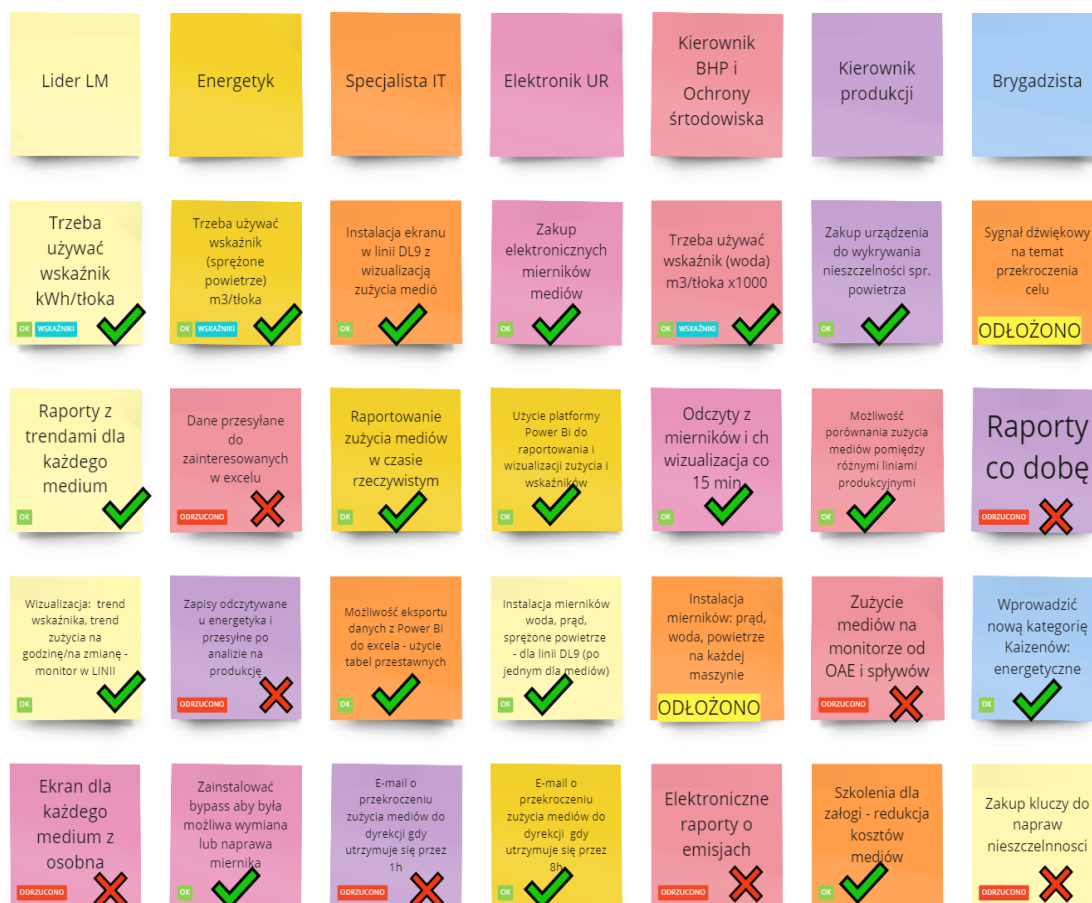 Lider LM
Energetyk
Specjalista IT
Elektronik UR
Kierownik
BHP i
Ochrony
śrtodowiska
Kierownik
produkcji
Brygadzista
Trzeba
używać
wskaźnik
kWh/tłoka
OK WSKAŹNIKI
Trzeba używać
wskaźnik
(sprężone
powietrze)
m3/tłoka
OK WSKAŹNIKI
Instalacja ekranu
w linii DL9 z
wizualizacją
zużycia medió
OK
Zakup
elektronicznych
mierników
mediów
OK
Trzeba używać
wskaźnik (woda)
m3/tłoka x1000
OK WSKAŹNIKI
Zakup urządzenia
do wykrywania
nieszczelności spr.
powietrza
OK
Sygnał dźwiękowy
na temat
przekroczenia
celu
ODŁOŻONO
Raporty z
trendami dla
każdego
medium
OK
Dane przesyłane
do
zainteresowanych
w excelu
ODRZUCONO
Raportowanie
zużycia mediów
w czasie
rzeczywistym
OK
Użycie platformy
Power Bi do
raportowania i
wizualizacji zużycia i
wskaźników
OK
Odczyty z
mierników i ch
wizualizacja co
15 min
OK
Możliwość
porównania zużycia
mediów pomiędzy
różnymi liniami
produkcyjnymi
OK
Raporty
co dobę
ODRZUCONO
Wizualizacja: trend
wskaźnika, trend
zużycia na
godzinę/na zmianę -
monitor w LINII
OK
Zapisy odczytywane
u energetyka i
przesyłne po
analizie na
produkcję
ODRZUCONO
Możliwość eksportu
danych z Power Bi
do excela - użycie
tabel przestawnych
OK
Instalacja mierników
woda, prąd,
sprężone powietrze
- dla linii DL9 (po
jednym dla mediów)
OK
Instalacja
mierników: prąd,
woda, powietrze
na każdej
maszynie
ODŁOŻONO
Zużycie
mediów na
monitorze od
OAE i spływów
ODRZUCONO
Wprowadzić
nową kategorię
Kaizenów:
energetyczne
OK
Ekran dla
każdego
medium z
osobna
ODRZUCONO
Zainstalować
bypass aby była
możliwa wymiana
lub naprawa
miernika
OK
E-mail o
przekroczeniu
zużycia mediów do
dyrekcji gdy
utrzymuje się przez
1h
ODRZUCONO
E-mail o
przekroczeniu
zużycia mediów do
dyrekcji gdy
utrzymuje się przez
8h
OK
Elektroniczne
raporty o
emisjach
ODRZUCONO
Szkolenia dla
załogi - redukcja
kosztów
mediów
OK
Zakup kluczy do
napraw
nieszczelnnosci
ODRZUCONO